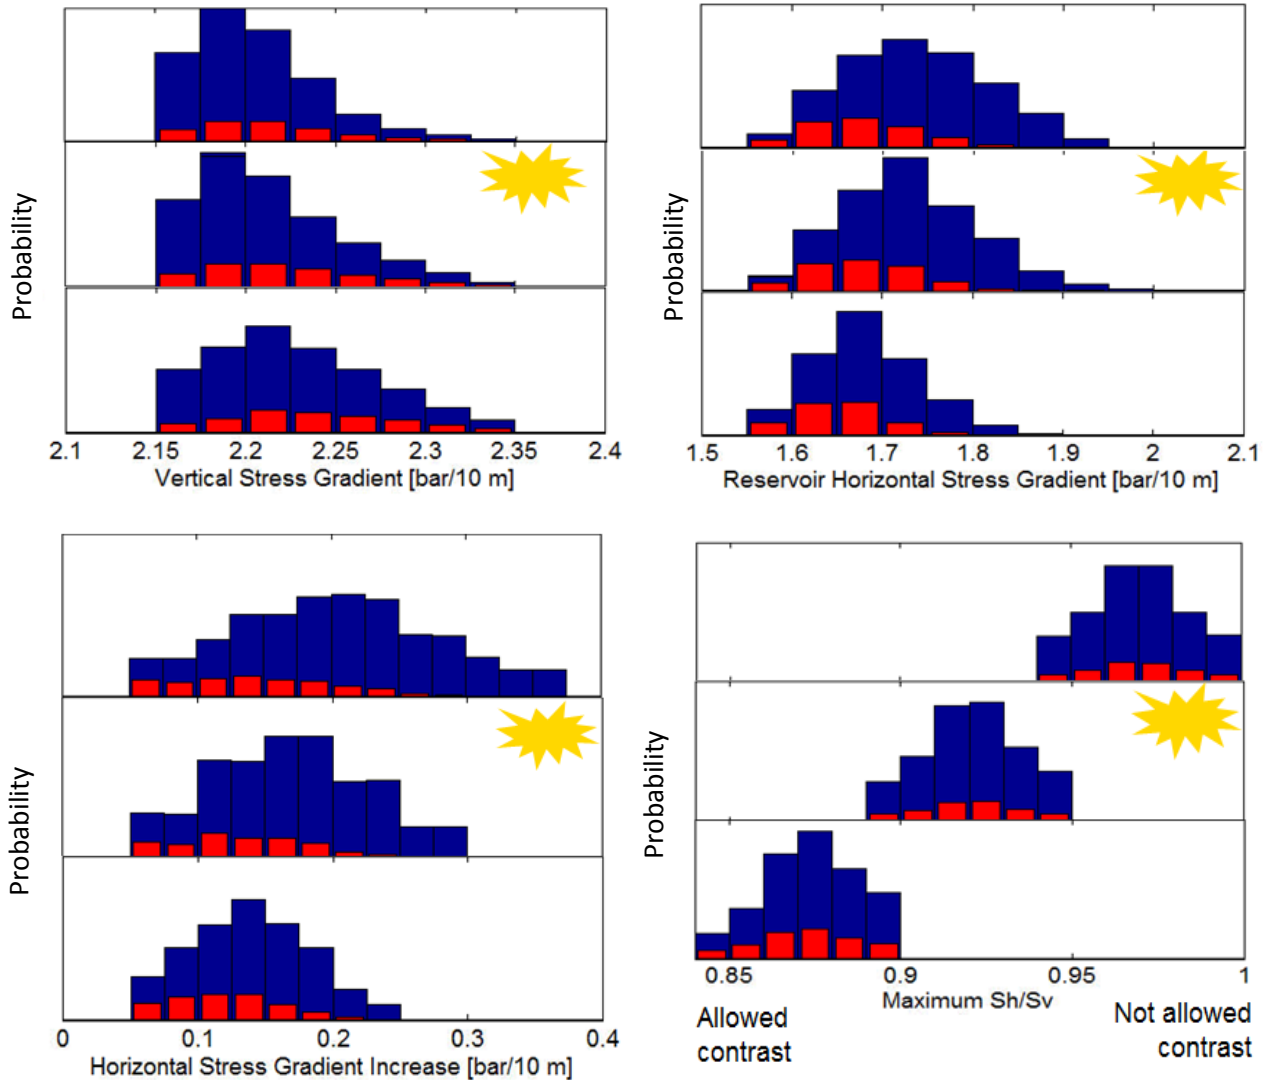 Probability
2.1 2.15 2.2 2.25 2.3 2.35 2.4
Vertical Stress Gradient [bar/10 m]
Probability
1.5 1.6 1.7 1.8 1.9 2 2.1
Reservoir Horizontal Stress Gradient [bar/10 m]
Probability
0 0.1 0.2 0.3 0.4
Horizontal Stress Gradient Increase [bar/10 m]
Probability
0.85 0.9 0.95 1
Maximum Sh/Sv
Allowed
contrast
Not allowed
contrast